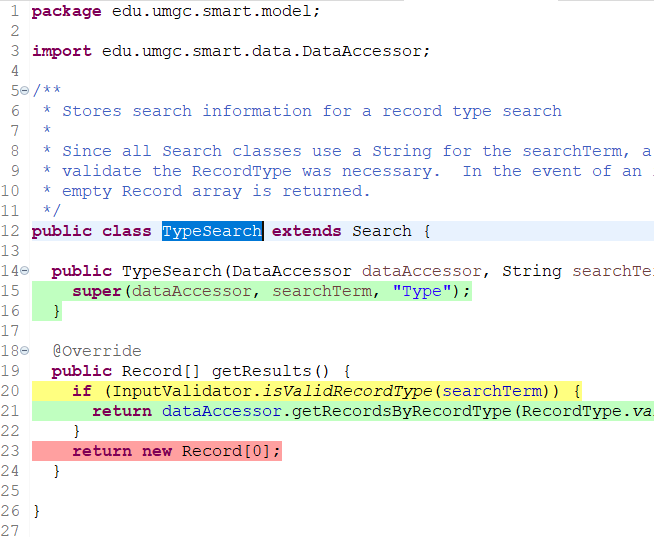 1 package edu.umgc.smart.model;
2
3 import edu.umgc.smart.data.DataAccessor;
4
5 /**
6 * Stores search information for a record type search
7 *
8 * Since all Search classes use a String for the searchTerm, a
9 * validate the RecordType was necessary.  In the event of an
10 * empty Record array is returned.
11 */
12 public class TypeSearch extends Search {
13
14 public TypeSearch(DataAccessor dataAccessor, String searchTe
15 super(dataAccessor, searchTerm, "Type");
16 }
17
18 @Override
19 public Record[] getResults() {
20 if (InputValidator.isValidRecordType(searchTerm)) {
21 return dataAccessor.getRecordsByRecordType(RecordType.va
22 }
23 return new Record[0];
24 }
25
26 }
27